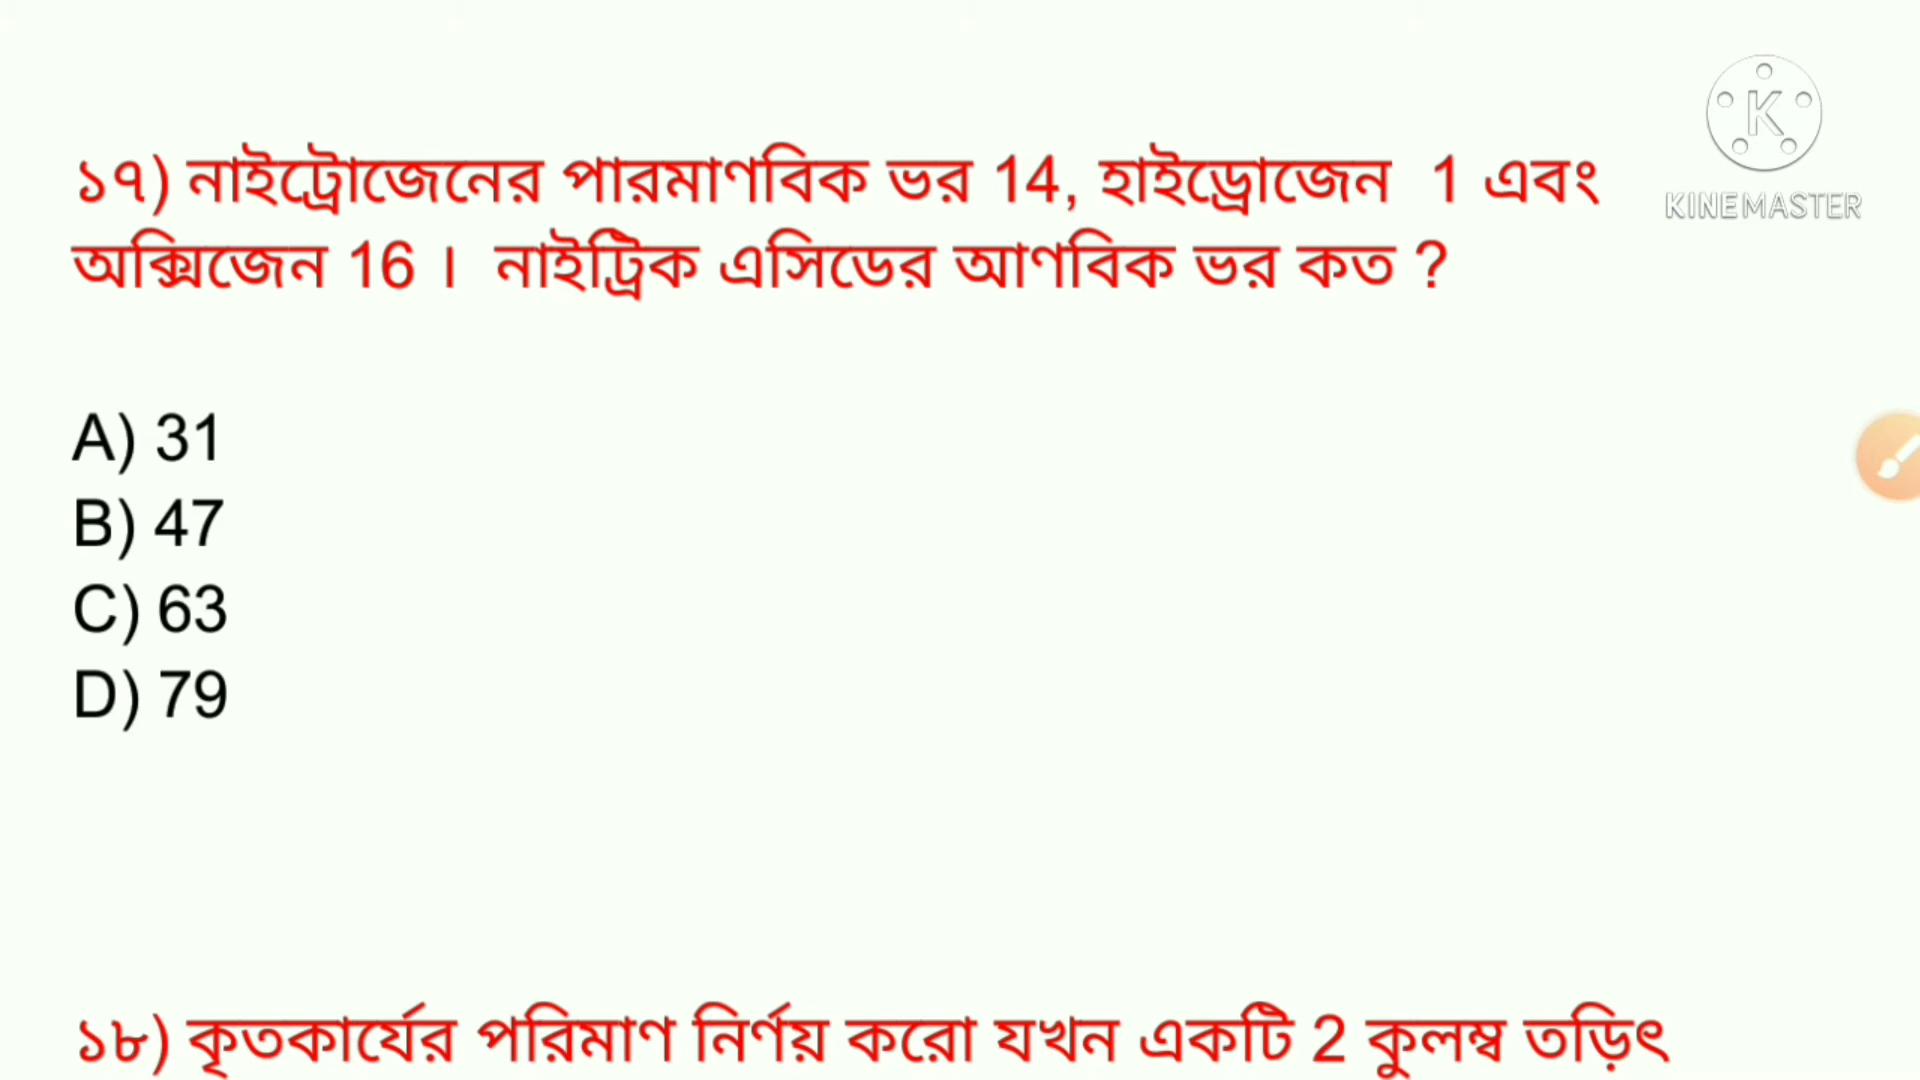 ১৭) নাইট্রোজেনের পারমাণবিক ভর 14, হাইড্রোজেন 1 এবং
অক্সিজেন 16 । নাইট্রিক এসিডের আণবিক ভর কত ?
A) 31
B) 47
C) 63
D) 79
১৮) কৃতকার্যের পরিমাণ নির্ণয় করো যখন একটি 2 কুলম্ব তড়িৎ
K
KINEMASTER